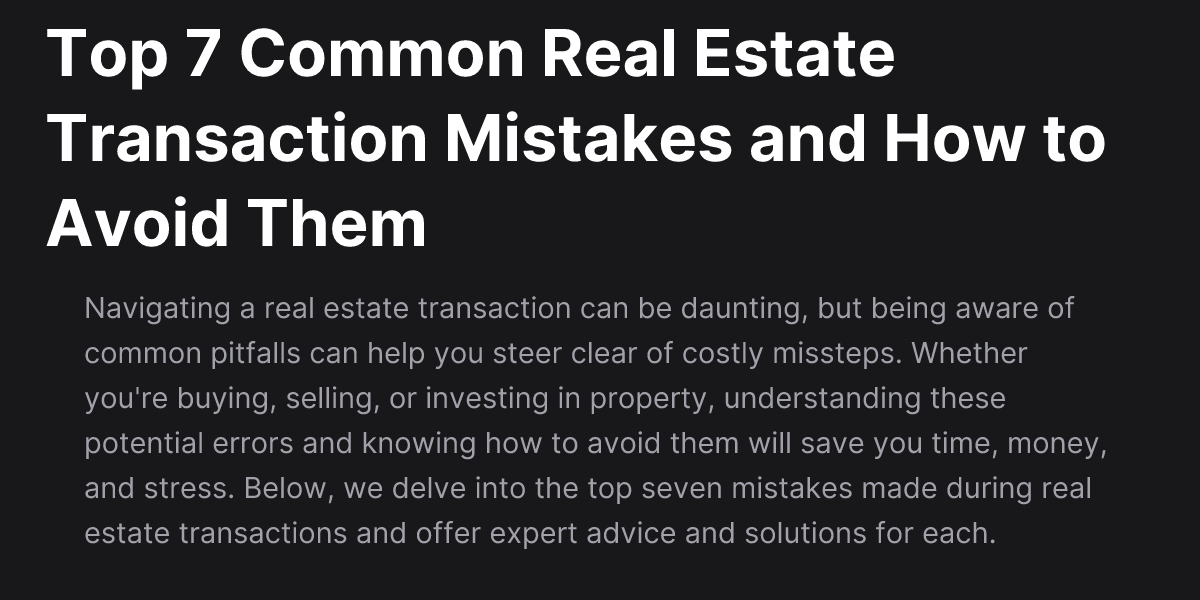 Top 7 Common Real Estate
Transaction Mistakes and How to
Avoid Them
Navigating a real estate transaction can be daunting, but being aware of
common pitfalls can help you steer clear of costly missteps. Whether
you're buying, selling, or investing in property, understanding these
potential errors and knowing how to avoid them will save you time, money,
and stress. Below, we delve into the top seven mistakes made during real
estate transactions and offer expert advice and solutions for each.